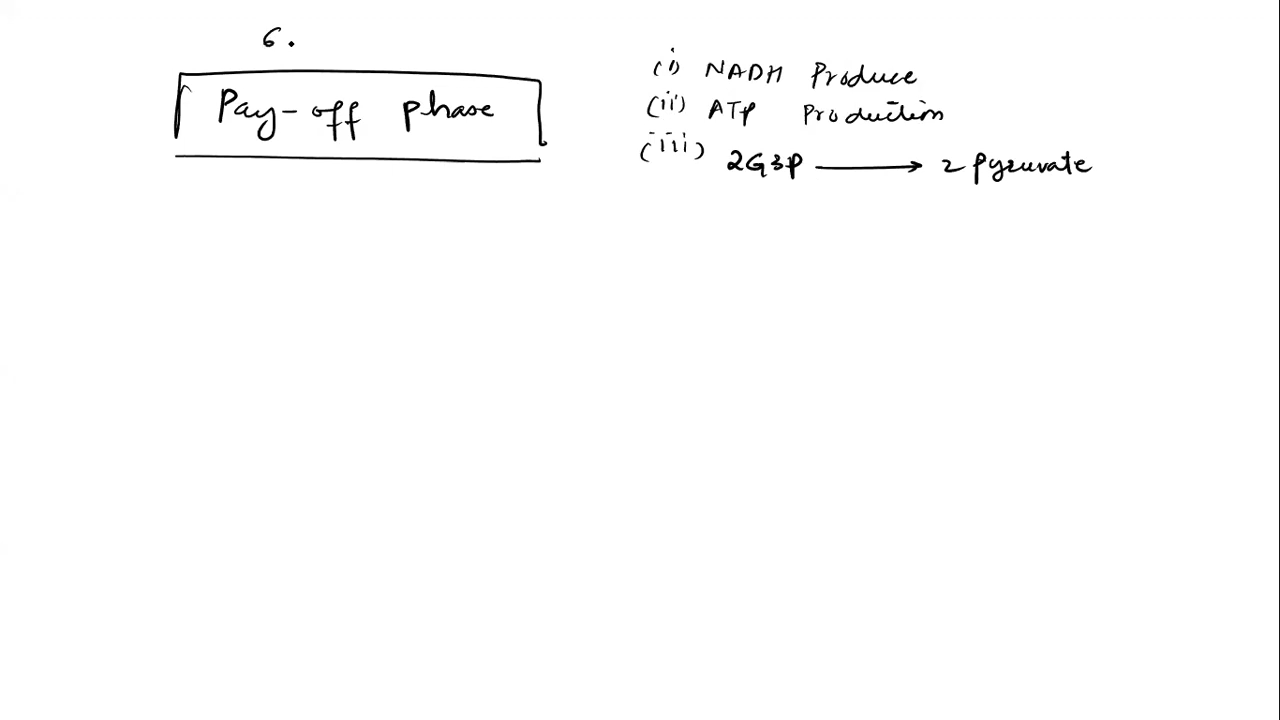 6.
Pay-off phase
(i) NADH Produce
(ii) ATP Production
(iii) 2G3P → 2 pyruvate